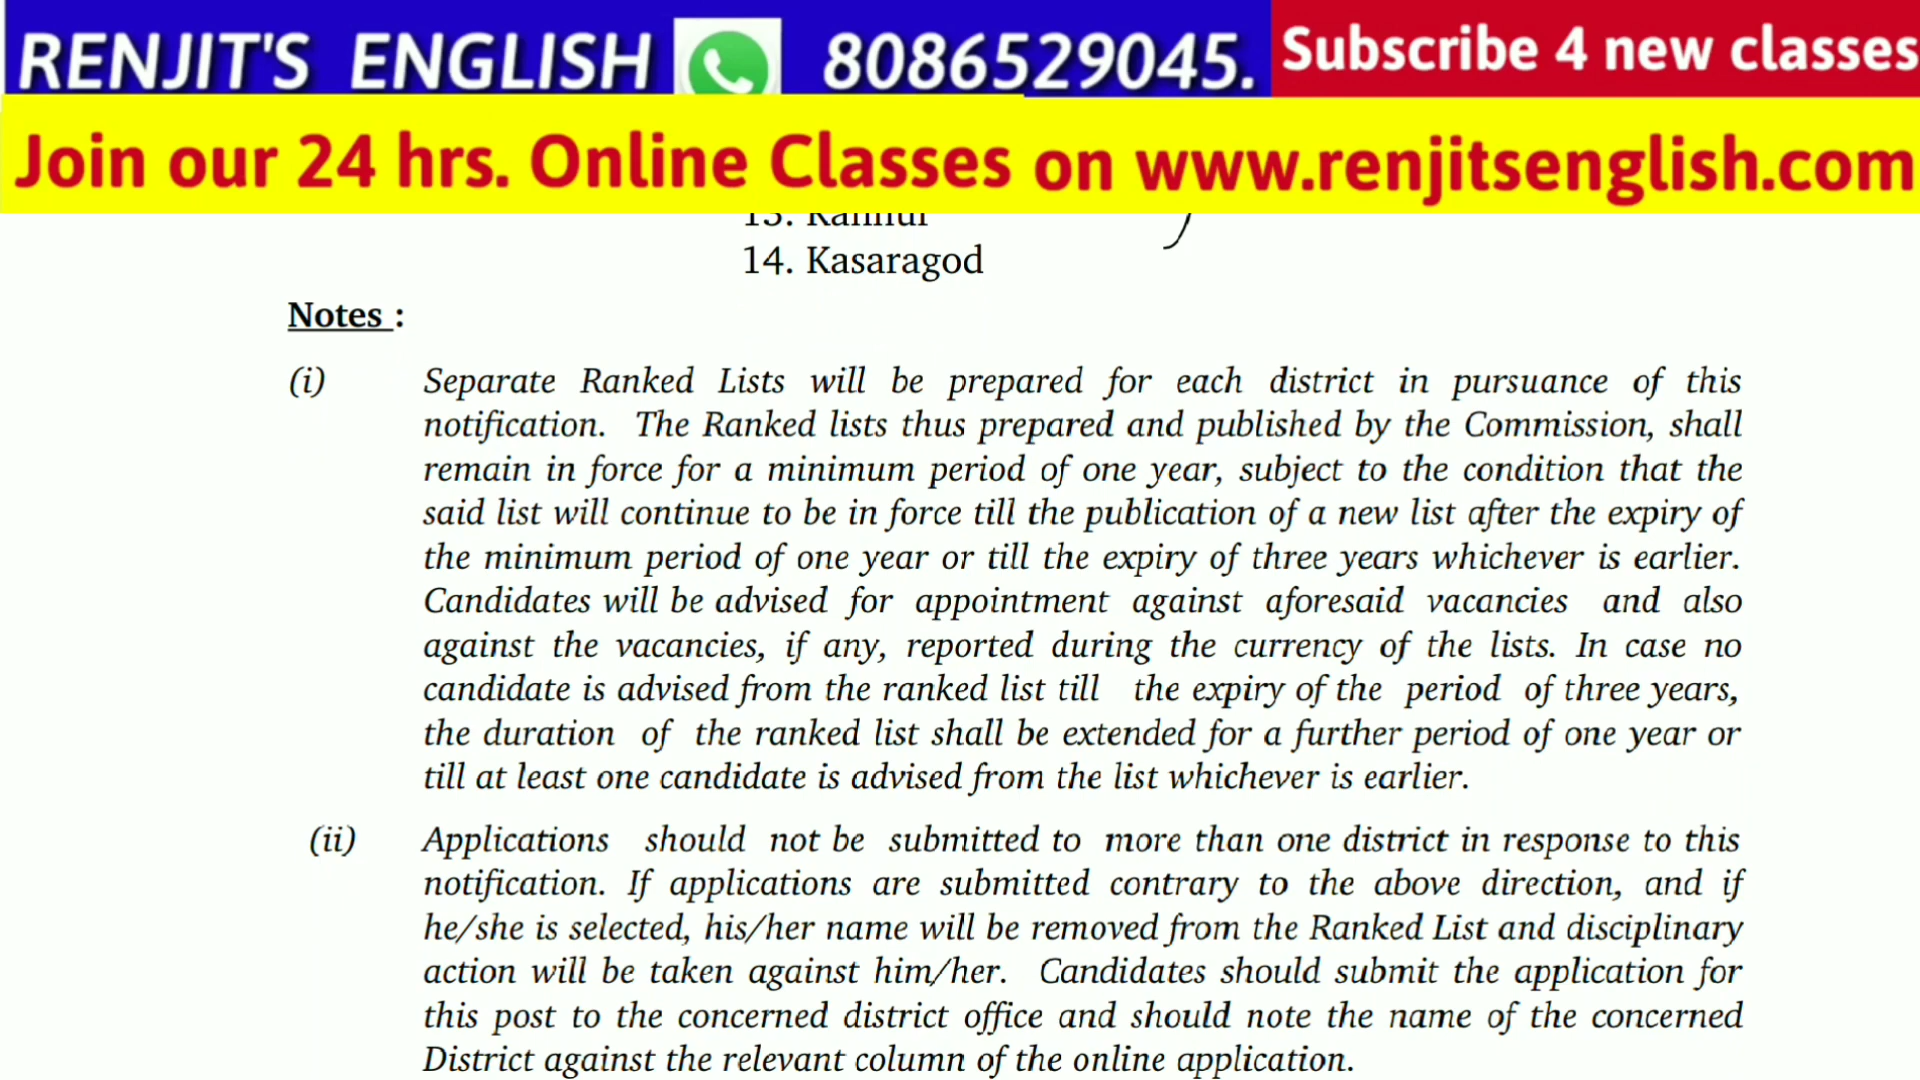 RENJIT'S ENGLISH 8086529045. Subscribe 4 new classes
Join our 24 hrs. Online Classes on www.renjitsenglish.com
13. Kannur
14. Kasaragod
Notes :
(i) Separate Ranked Lists will be prepared for each district in pursuance of this
notification. The Ranked lists thus prepared and published by the Commission, shall
remain in force for a minimum period of one year, subject to the condition that the
said list will continue to be in force till the publication of a new list after the expiry of
the minimum period of one year or till the expiry of three years whichever is earlier.
Candidates will be advised for appointment against aforesaid vacancies and also
against the vacancies, if any, reported during the currency of the lists. In case no
candidate is advised from the ranked list till the expiry of the period of three years,
the duration of the ranked list shall be extended for a further period of one year or
till at least one candidate is advised from the list whichever is earlier.
(ii) Applications should not be submitted to more than one district in response to this
notification. If applications are submitted contrary to the above direction, and if
he/she is selected, his/her name will be removed from the Ranked List and disciplinary
action will be taken against him/her. Candidates should submit the application for
this post to the concerned district office and should note the name of the concerned
District against the relevant column of the online application.